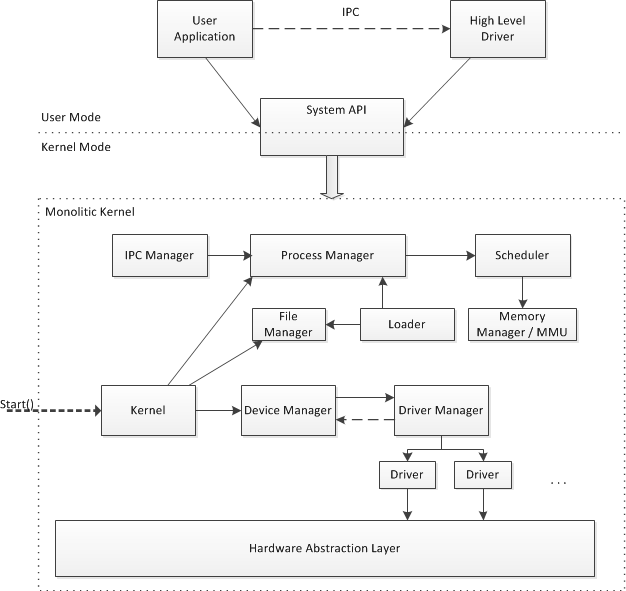 IPC
User
Application
High Level
Driver
System API
User Mode
Kernel Mode
Monolitic Kernel
IPC Manager
Process Manager
Scheduler
File
Manager
Loader
Memory
Manager / MMU
Start()
Kernel
Device Manager
Driver Manager
Driver
Driver
...
Hardware Abstraction Layer